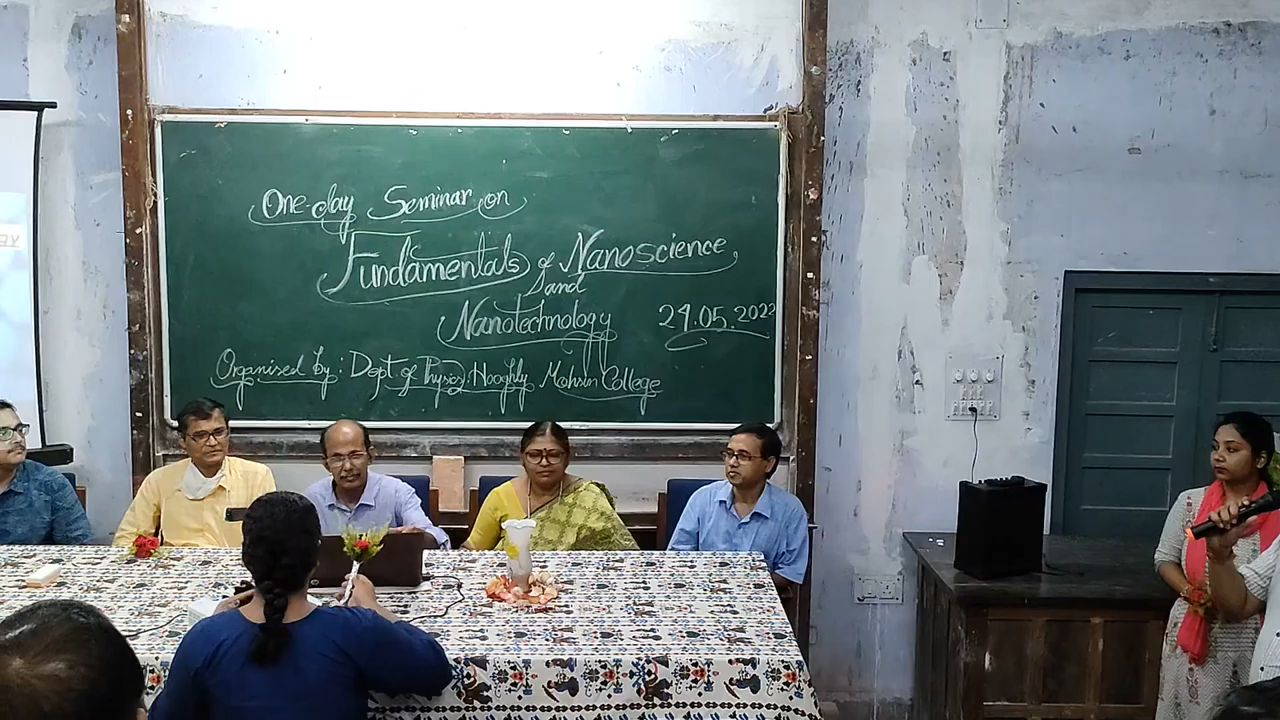 One-day Seminar on
Fundamentals of Nanoscience
and
Nanotechnology
24.05.2022
Organised by: Dept. of Physics, Hooghly Mohsin College